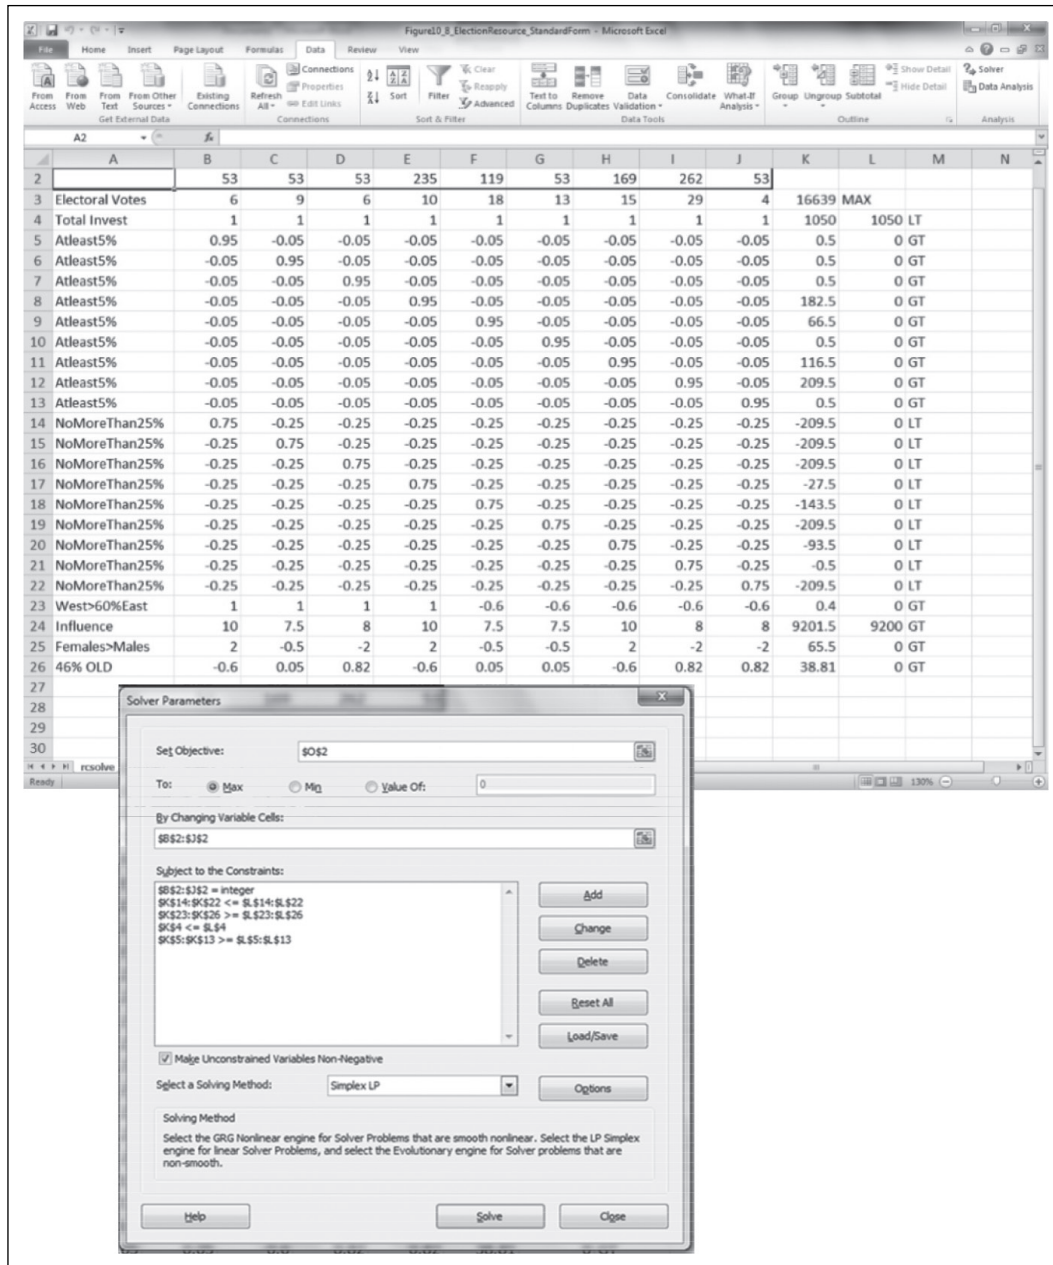 Figure10_8_ElectionResource_StandardForm - Microsoft Excel
File Home Insert Page Layout Formulas Data Review View
From Access From Web From Text From Other Sources Existing Connections Refresh All Connections Properties Edit Links Sort Filter Clear Reapply Advanced Text to Columns Remove Duplicates Data Validation Consolidate What-If Analysis Group Ungroup Subtotal Show Detail Hide Detail Solver Data Analysis
Get External Data Connections Sort & Filter Data Tools Outline Analysis
A2 fx
A B C D E F G H I J K L M N
2 53 53 53 235 119 53 169 262 53
3 Electoral Votes 6 9 6 10 18 13 15 29 4 16639 MAX
4 Total Invest 1 1 1 1 1 1 1 1 1 1050 1050 LT
5 Atleast5% 0.95 -0.05 -0.05 -0.05 -0.05 -0.05 -0.05 -0.05 -0.05 0.5 0 GT
6 Atleast5% -0.05 0.95 -0.05 -0.05 -0.05 -0.05 -0.05 -0.05 -0.05 0.5 0 GT
7 Atleast5% -0.05 -0.05 0.95 -0.05 -0.05 -0.05 -0.05 -0.05 -0.05 0.5 0 GT
8 Atleast5% -0.05 -0.05 -0.05 0.95 -0.05 -0.05 -0.05 -0.05 -0.05 182.5 0 GT
9 Atleast5% -0.05 -0.05 -0.05 -0.05 0.95 -0.05 -0.05 -0.05 -0.05 66.5 0 GT
10 Atleast5% -0.05 -0.05 -0.05 -0.05 -0.05 0.95 -0.05 -0.05 -0.05 0.5 0 GT
11 Atleast5% -0.05 -0.05 -0.05 -0.05 -0.05 -0.05 0.95 -0.05 -0.05 116.5 0 GT
12 Atleast5% -0.05 -0.05 -0.05 -0.05 -0.05 -0.05 -0.05 0.95 -0.05 209.5 0 GT
13 Atleast5% -0.05 -0.05 -0.05 -0.05 -0.05 -0.05 -0.05 -0.05 0.95 0.5 0 GT
14 NoMoreThan25% 0.75 -0.25 -0.25 -0.25 -0.25 -0.25 -0.25 -0.25 -0.25 -209.5 0 LT
15 NoMoreThan25% -0.25 0.75 -0.25 -0.25 -0.25 -0.25 -0.25 -0.25 -0.25 -209.5 0 LT
16 NoMoreThan25% -0.25 -0.25 0.75 -0.25 -0.25 -0.25 -0.25 -0.25 -0.25 -209.5 0 LT
17 NoMoreThan25% -0.25 -0.25 -0.25 0.75 -0.25 -0.25 -0.25 -0.25 -0.25 -27.5 0 LT
18 NoMoreThan25% -0.25 -0.25 -0.25 -0.25 0.75 -0.25 -0.25 -0.25 -0.25 -143.5 0 LT
19 NoMoreThan25% -0.25 -0.25 -0.25 -0.25 -0.25 0.75 -0.25 -0.25 -0.25 -209.5 0 LT
20 NoMoreThan25% -0.25 -0.25 -0.25 -0.25 -0.25 -0.25 0.75 -0.25 -0.25 -93.5 0 LT
21 NoMoreThan25% -0.25 -0.25 -0.25 -0.25 -0.25 -0.25 -0.25 0.75 -0.25 -0.5 0 LT
22 NoMoreThan25% -0.25 -0.25 -0.25 -0.25 -0.25 -0.25 -0.25 -0.25 0.75 -209.5 0 LT
23 West>60%East 1 1 1 1 -0.6 -0.6 -0.6 -0.6 -0.6 0.4 0 GT
24 Influence 10 7.5 8 10 7.5 7.5 10 8 8 9201.5 9200 GT
25 Females>Males 2 -0.5 -2 2 -0.5 -0.5 2 -2 -2 65.5 0 GT
26 46% OLD -0.6 0.05 0.82 -0.6 0.05 0.05 -0.6 0.82 0.82 38.81 0 GT
27
28
29
30
rcsolve
Ready 130%
Solver Parameters
Set Objective: $O$2
To: Max Min Value Of: 0
By Changing Variable Cells:
$B$2:$J$2
Subject to the Constraints:
$B$2:$J$2 = integer
$K$14:$K$22 <= $L$14:$L$22
$K$23:$K$26 >= $L$23:$L$26
$K$4 <= $L$4
$K$5:$K$13 >= $L$5:$L$13
Add
Change
Delete
Reset All
Load/Save
Make Unconstrained Variables Non-Negative
Select a Solving Method: Simplex LP Options
Solving Method
Select the GRG Nonlinear engine for Solver Problems that are smooth nonlinear. Select the LP Simplex
engine for linear Solver Problems, and select the Evolutionary engine for Solver problems that are
non-smooth.
Help Solve Close